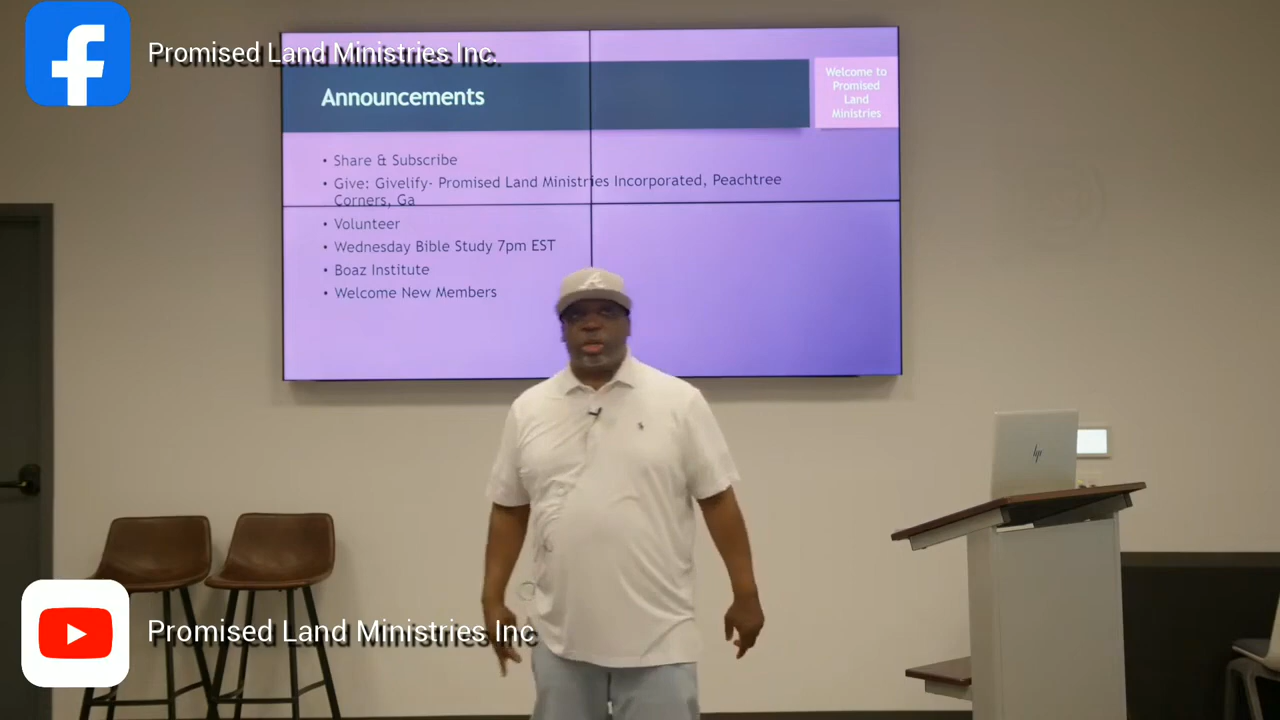 Promised Land Ministries Inc.
Announcements
Welcome to
Promised
Land
Ministries
• Share & Subscribe
• Give: Givelify- Promised Land Ministries Incorporated, Peachtree
Corners, Ga
• Volunteer
• Wednesday Bible Study 7pm EST
• Boaz Institute
• Welcome New Members
A
hp
Promised Land Ministries Inc